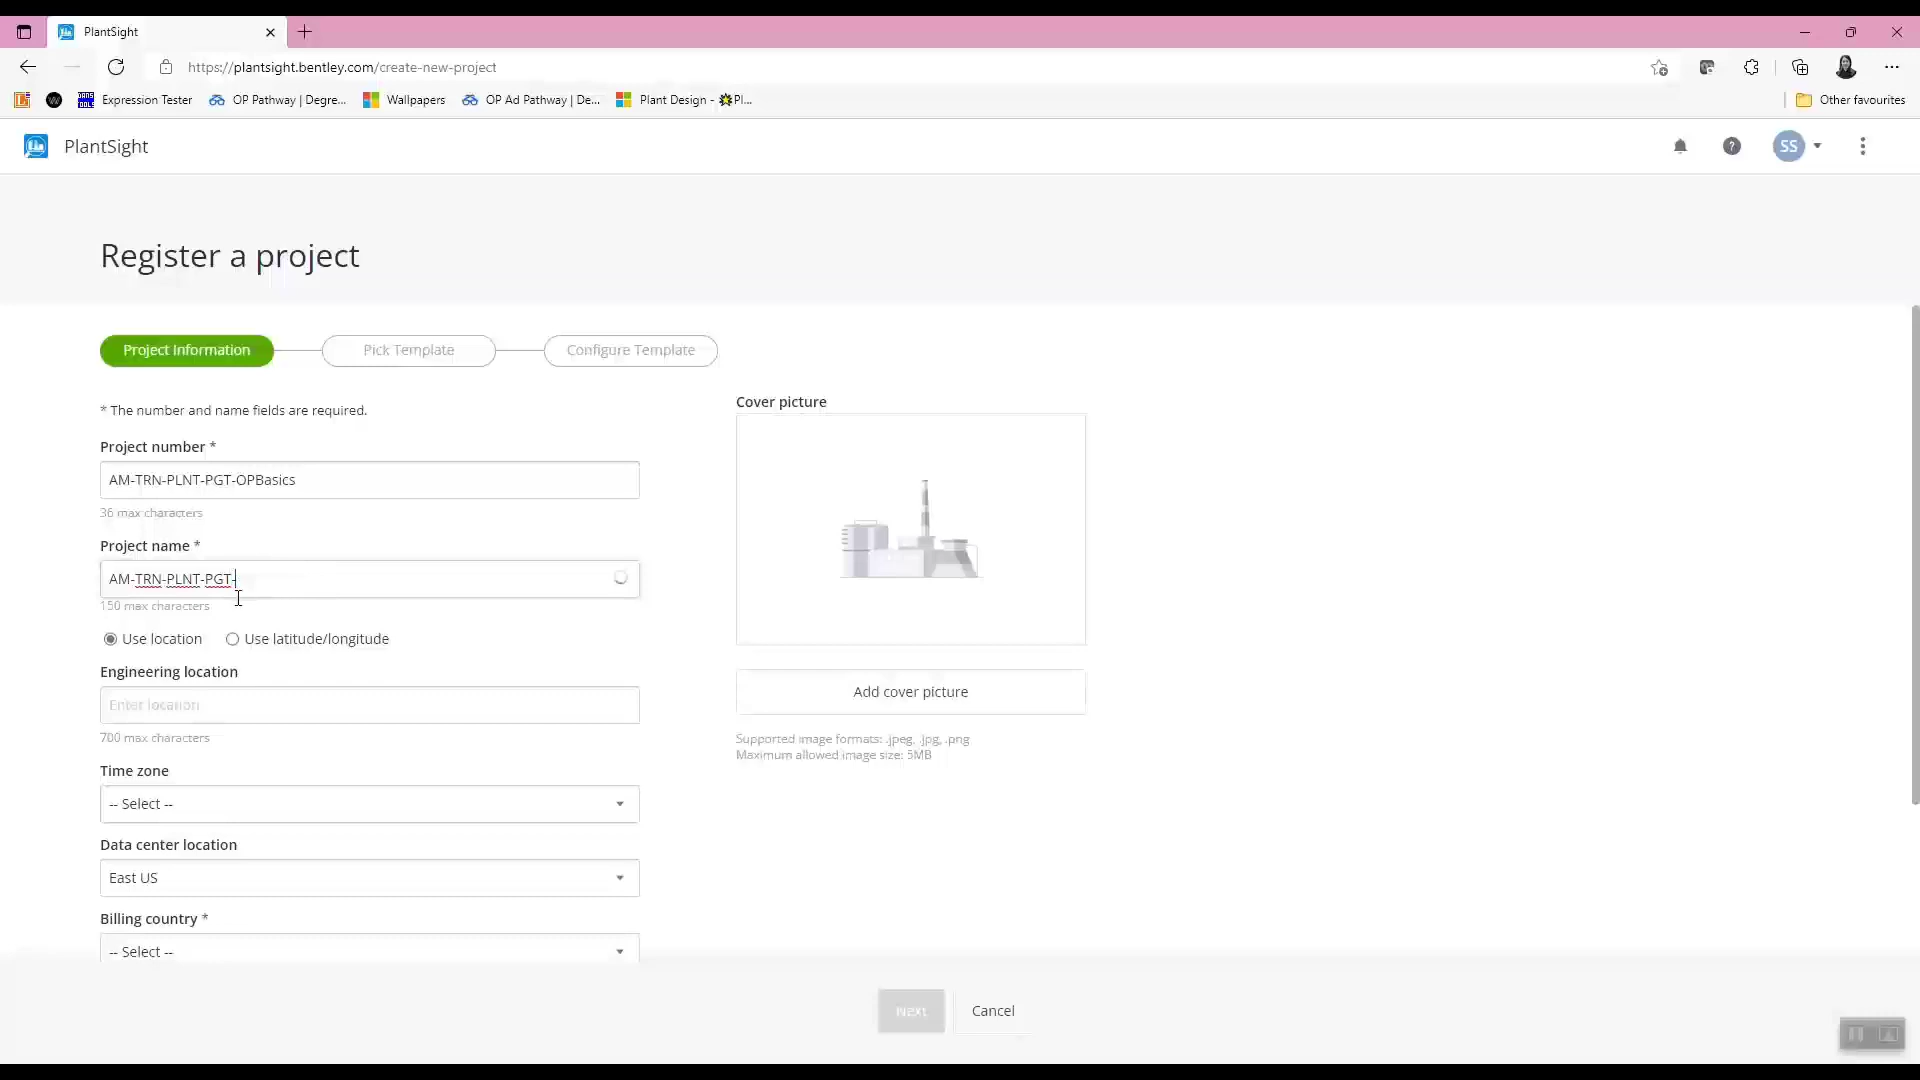 PlantSight
https://plantsight.bentley.com/create-new-project
Expression Tester
OP Pathway | Degre...
Wallpapers
OP Ad Pathway | De...
Plant Design - Pl...
Other favourites
PlantSight
?
SS
Register a project
Project Information
Pick Template
Configure Template
* The number and name fields are required.
Project number *
AM-TRN-PLNT-PGT-OPBasics
36 max characters
Project name *
AM-TRN-PLNT-PGT-
150 max characters
Use location
Use latitude/longitude
Engineering location
Enter location
700 max characters
Time zone
-- Select --
Data center location
East US
Billing country *
-- Select --
Cover picture
Add cover picture
Supported image formats: .jpeg, .jpg, .png
Maximum allowed image size: 5MB
Next
Cancel